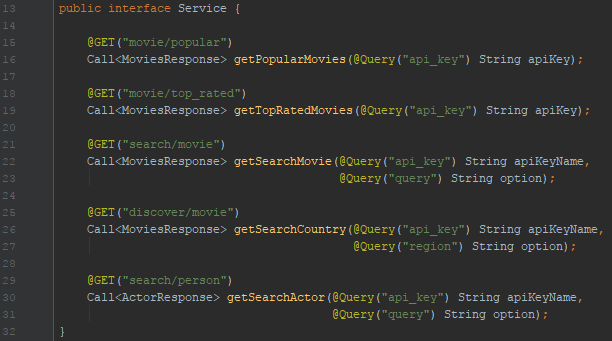 13 public interface Service {
14
15 @GET("movie/popular")
16 Call<MoviesResponse> getPopularMovies(@Query("api_key") String apiKey);
17
18 @GET("movie/top_rated")
19 Call<MoviesResponse> getTopRatedMovies(@Query("api_key") String apiKey);
20
21 @GET("search/movie")
22 Call<MoviesResponse> getSearchMovie(@Query("api_key") String apiKeyName,
23 @Query("query") String option);
24
25 @GET("discover/movie")
26 Call<MoviesResponse> getSearchCountry(@Query("api_key") String apiKeyName,
27 @Query("region") String option);
28
29 @GET("search/person")
30 Call<ActorResponse> getSearchActor(@Query("api_key") String apiKeyName,
31 @Query("query") String option);
32 }